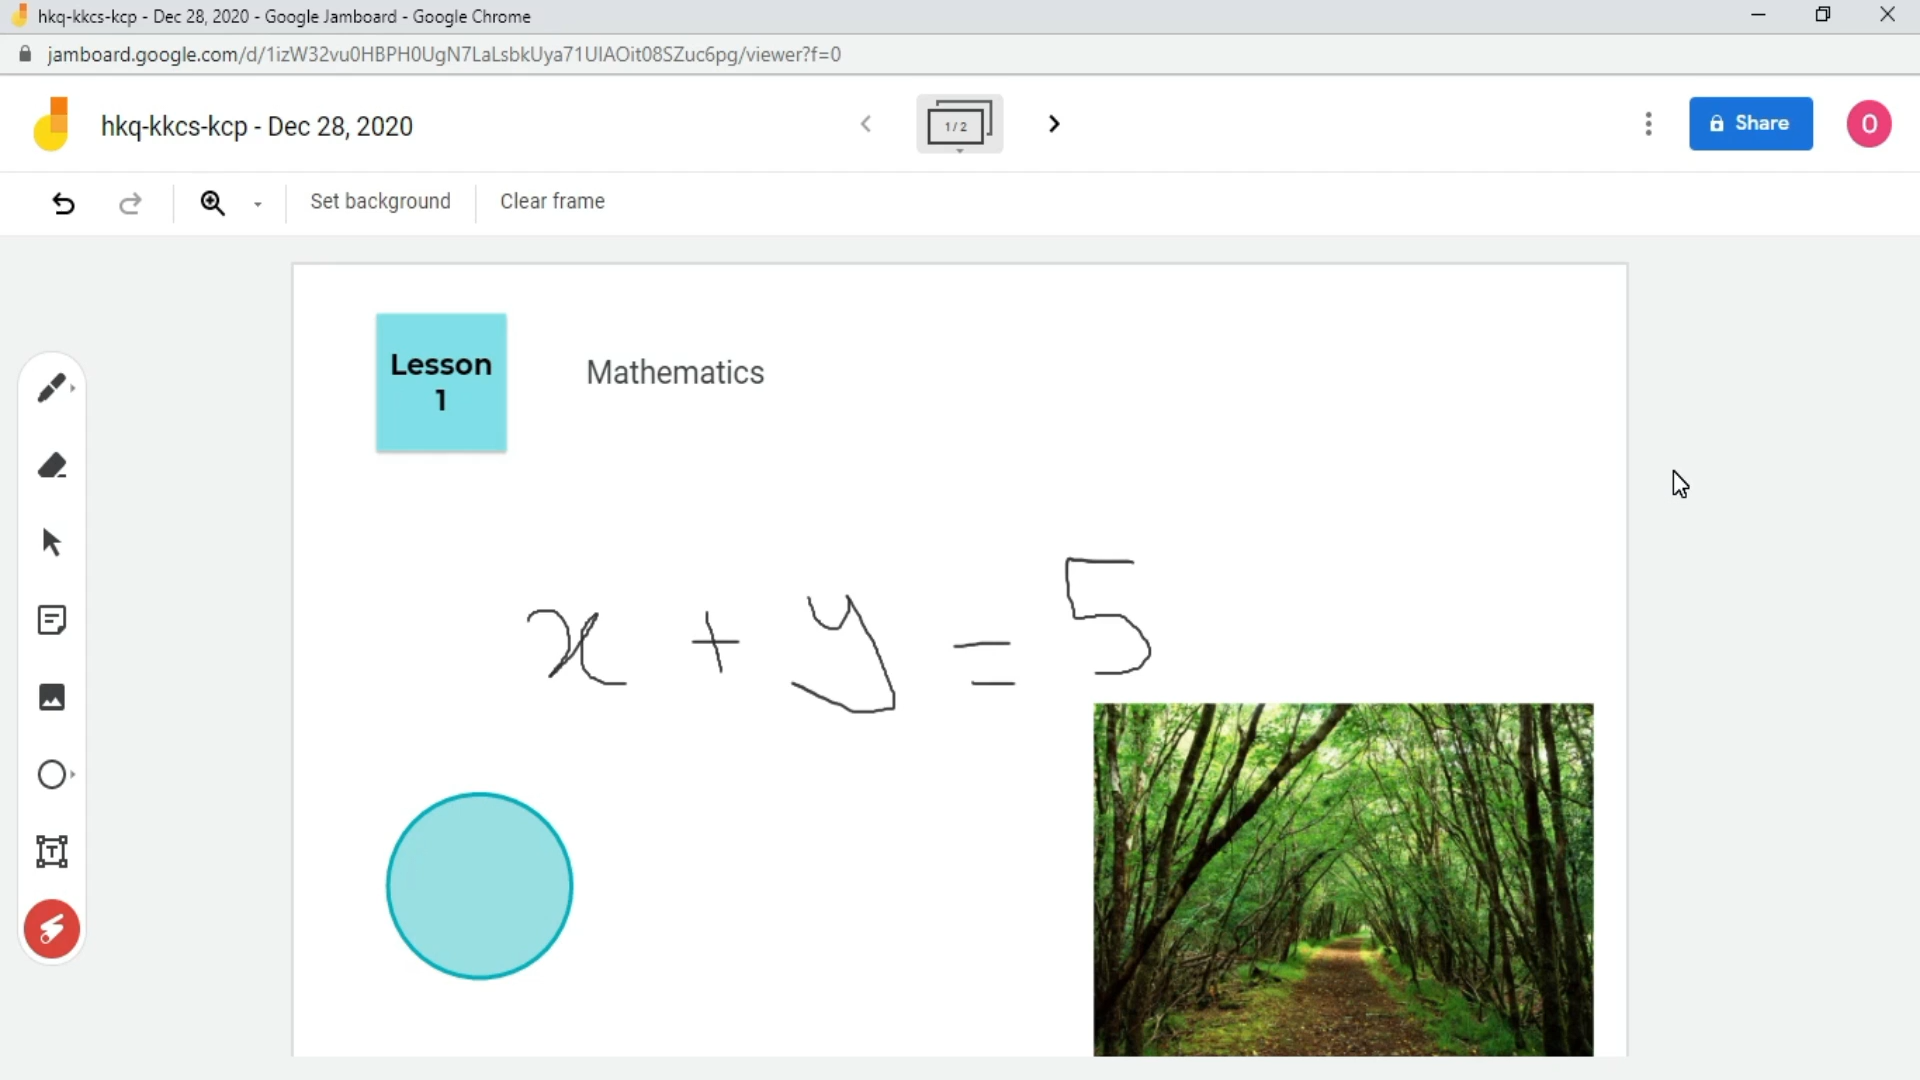 hkq-kkcs-kcp - Dec 28, 2020 - Google Jamboard - Google Chrome
jamboard.google.com/d/1izW32vu0HBPH0UgN7LaLsbkUya71UIAOit08SZuc6pg/viewer?f=0
hkq-kkcs-kcp - Dec 28, 2020
1 / 2
Share
O
Set background
Clear frame
Lesson
1
Mathematics
x + y = 5